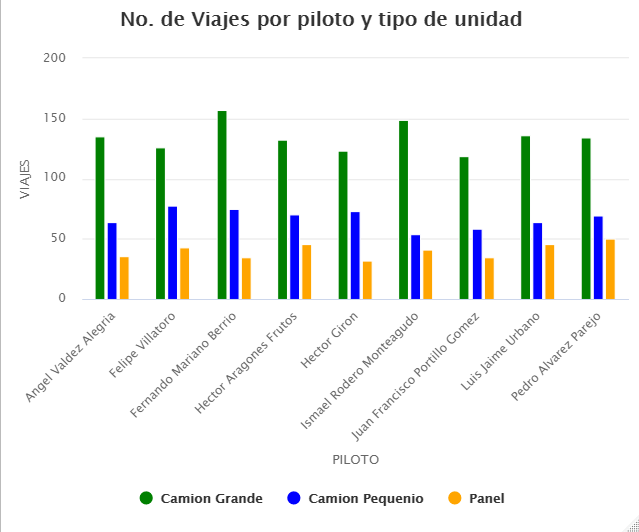 No. de Viajes por piloto y tipo de unidad
200
150
100
50
0
VIAJES
Angel Valdez Alegria
Felipe Villatoro
Fernando Mariano Berrio
Hector Aragones Frutos
Hector Giron
Ismael Rodero Monteagudo
Juan Francisco Portillo Gomez
Luis Jaime Urbano
Pedro Alvarez Parejo
PILOTO
Camion Grande Camion Pequenio Panel